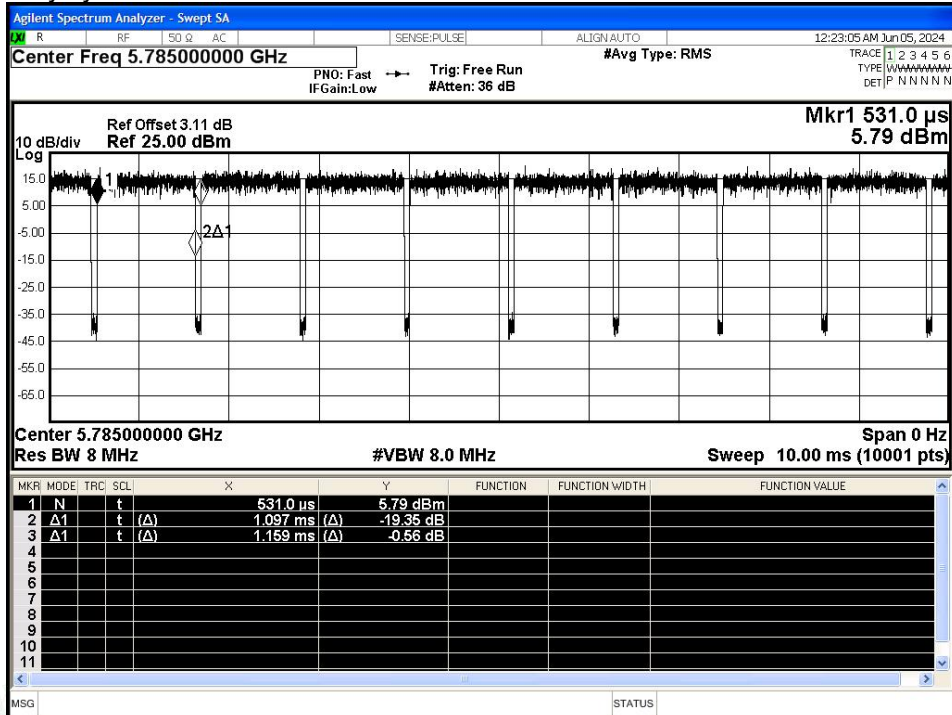 Agilent Spectrum Analyzer - Swept SA
LXI R RF 50 Ω AC SENSE:PULSE ALIGN AUTO 12:23:05 AM Jun 05, 2024
Center Freq 5.785000000 GHz #Avg Type: RMS TRACE 1 2 3 4 5 6
PNO: Fast Trig: Free Run TYPE WWWWWW
IFGain:Low #Atten: 36 dB DET P N N N N N
Mkr1 531.0 µs
Ref Offset 3.11 dB
10 dB/div Ref 25.00 dBm 5.79 dBm
Log
15.0
1
5.00
-5.00
2Δ1
-15.0
-25.0
-35.0
-45.0
-55.0
-65.0
Center 5.785000000 GHz Span 0 Hz
Res BW 8 MHz #VBW 8.0 MHz Sweep 10.00 ms (10001 pts)
MKR MODE TRC SCL X Y FUNCTION FUNCTION WIDTH FUNCTION VALUE
1 N t 531.0 µs 5.79 dBm
2 Δ1 t (Δ) 1.097 ms (Δ) -19.35 dB
3 Δ1 t (Δ) 1.159 ms (Δ) -0.56 dB
4
5
6
7
8
9
10
11
MSG STATUS